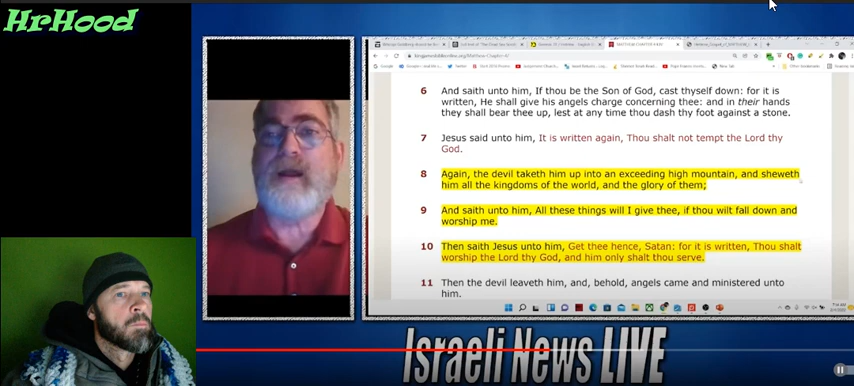 HrHood
6 And saith unto him, If thou be the Son of God, cast thyself down: for it is
written, He shall give his angels charge concerning thee: and in their hands
they shall bear thee up, lest at any time thou dash thy foot against a stone.
7 Jesus said unto him, It is written again, Thou shalt not tempt the Lord thy
God.
8 Again, the devil taketh him up into an exceeding high mountain, and sheweth
him all the kingdoms of the world, and the glory of them;
9 And saith unto him, All these things will I give thee, if thou wilt fall down and
worship me.
10 Then saith Jesus unto him, Get thee hence, Satan: for it is written, Thou shalt
worship the Lord thy God, and him only shalt thou serve.
11 Then the devil leaveth him, and, behold, angels came and ministered unto
him.
Israeli News LIVE